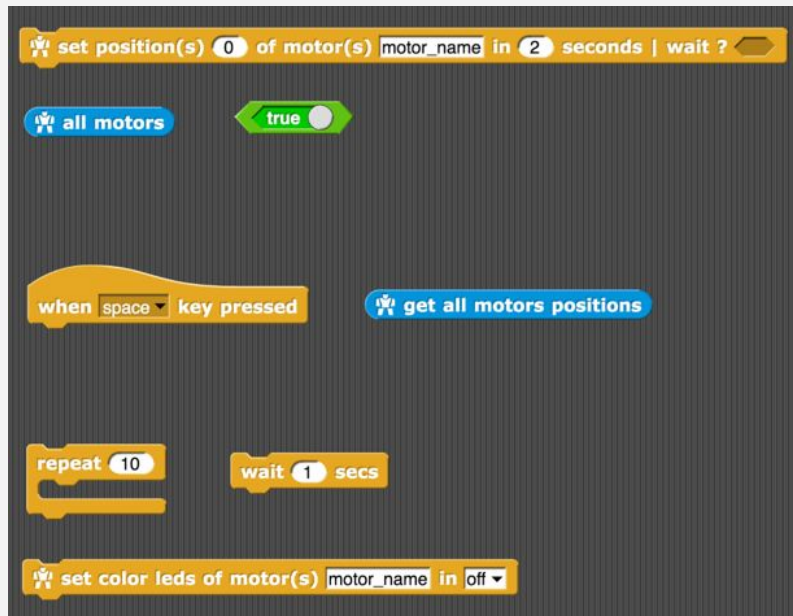 set position(s) 0 of motor(s) motor_name in 2 seconds | wait ?
all motors
true
when space key pressed
get all motors positions
repeat 10
wait 1 secs
set color leds of motor(s) motor_name in off